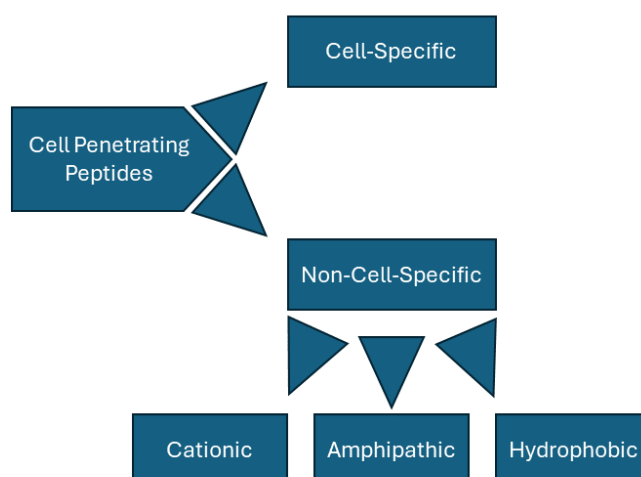 Cell-Specific
Cell Penetrating
Peptides
Non-Cell-Specific
Cationic
Amphipathic
Hydrophobic